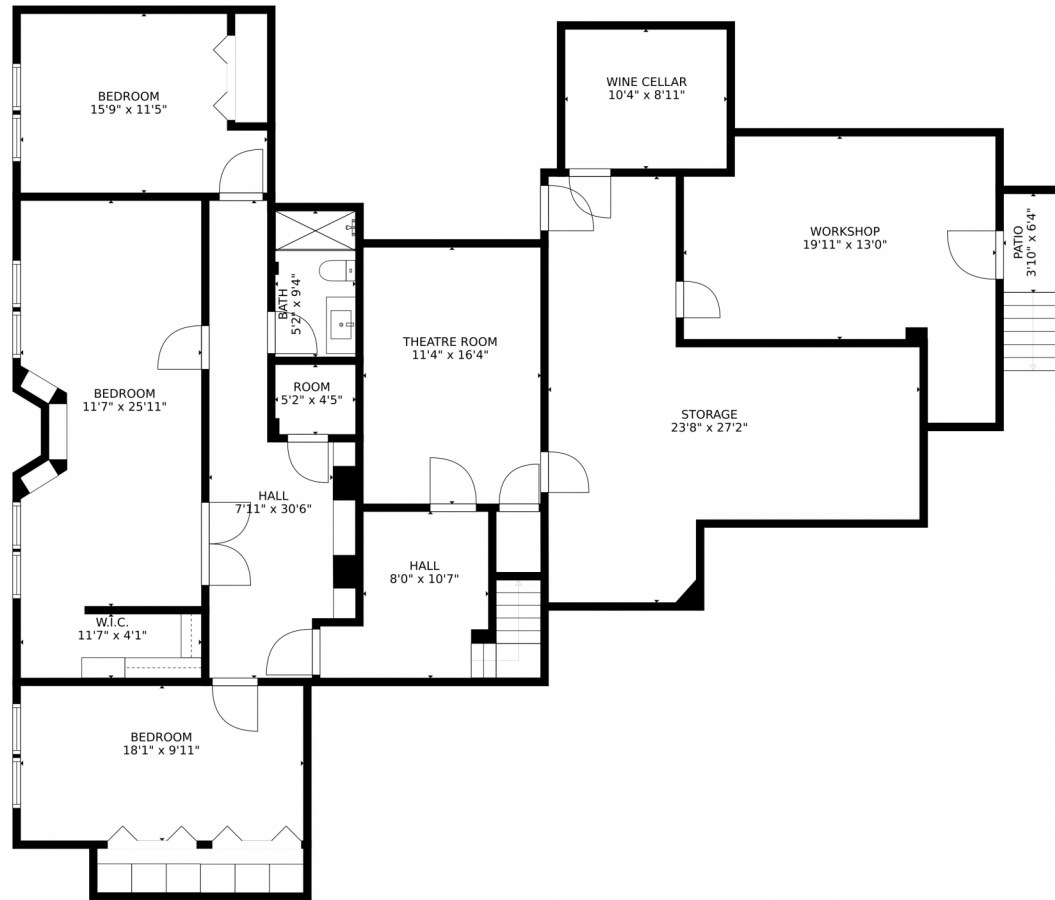 BEDROOM
15'9" x 11'5"
WINE CELLAR
10'4" x 8'11"
WORKSHOP
19'11" x 13'0"
PATIO
3'10" x 6'4"
BATH
5'2" x 9'4"
THEATRE ROOM
11'4" x 16'4"
ROOM
5'2" x 4'5"
BEDROOM
11'7" x 25'11"
STORAGE
23'8" x 27'2"
HALL
7'11" x 30'6"
HALL
8'0" x 10'7"
W.I.C.
11'7" x 4'1"
BEDROOM
18'1" x 9'11"